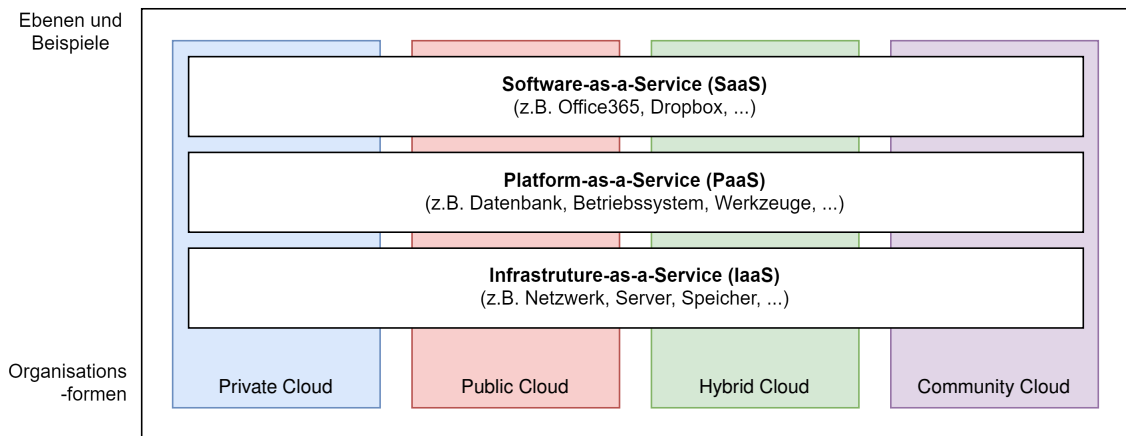 Ebenen und
Beispiele
Software-as-a-Service (SaaS)
(z.B. Office365, Dropbox, ...)
Platform-as-a-Service (PaaS)
(z.B. Datenbank, Betriebssystem, Werkzeuge, ...)
Infrastruture-as-a-Service (IaaS)
(z.B. Netzwerk, Server, Speicher, ...)
Organisations
-formen
Private Cloud
Public Cloud
Hybrid Cloud
Community Cloud